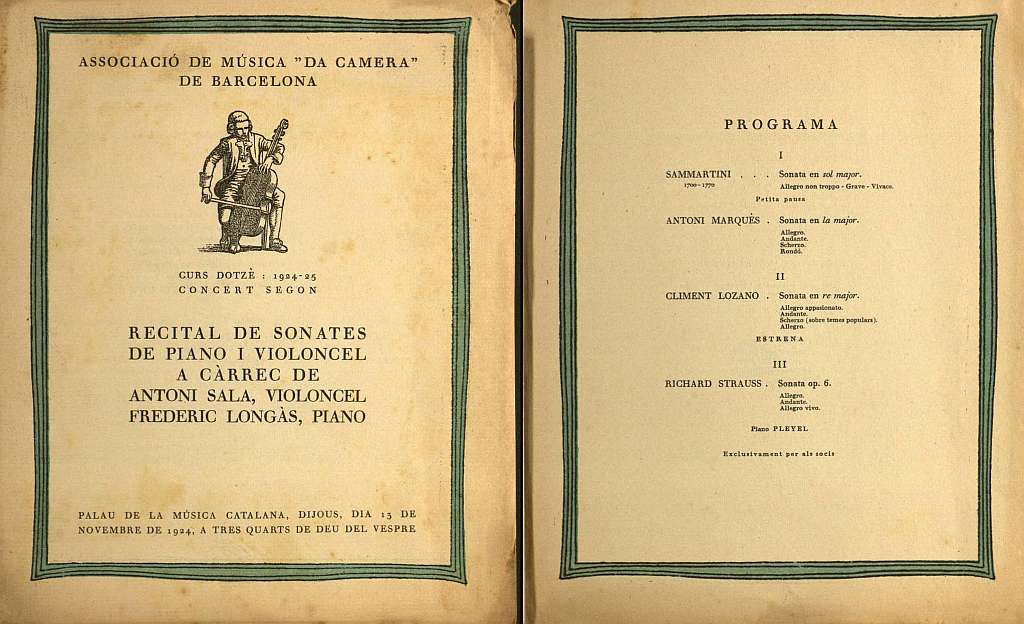 ASSOCIACIÓ DE MÚSICA "DA CAMERA"
DE BARCELONA
CURS DOTZÈ : 1924-25
CONCERT SEGON
RECITAL DE SONATES
DE PIANO I VIOLONCEL
A CÀRREC DE
ANTONI SALA, VIOLONCEL
FREDERIC LONGÀS, PIANO
PALAU DE LA MÚSICA CATALANA, DIJOUS, DIA 13 DE
NOVEMBRE DE 1924, A TRES QUARTS DE DEU DEL VESPRE
PROGRAMA
I
SAMMARTINI . . . Sonata en sol major.
1700-1770 Allegro non troppo - Grave - Vivace.
Petita pausa
ANTONI MARQUÈS . Sonata en la major.
Allegro.
Andante.
Scherzo.
Rondó.
II
CLIMENT LOZANO . Sonata en re major.
Allegro appasionato.
Andante.
Scherzo (sobre temes populars).
Allegro.
ESTRENA
III
RICHARD STRAUSS . Sonata op. 6.
Allegro.
Andante.
Allegro vivo.
Piano PLEYEL
Exclusivament per als socis